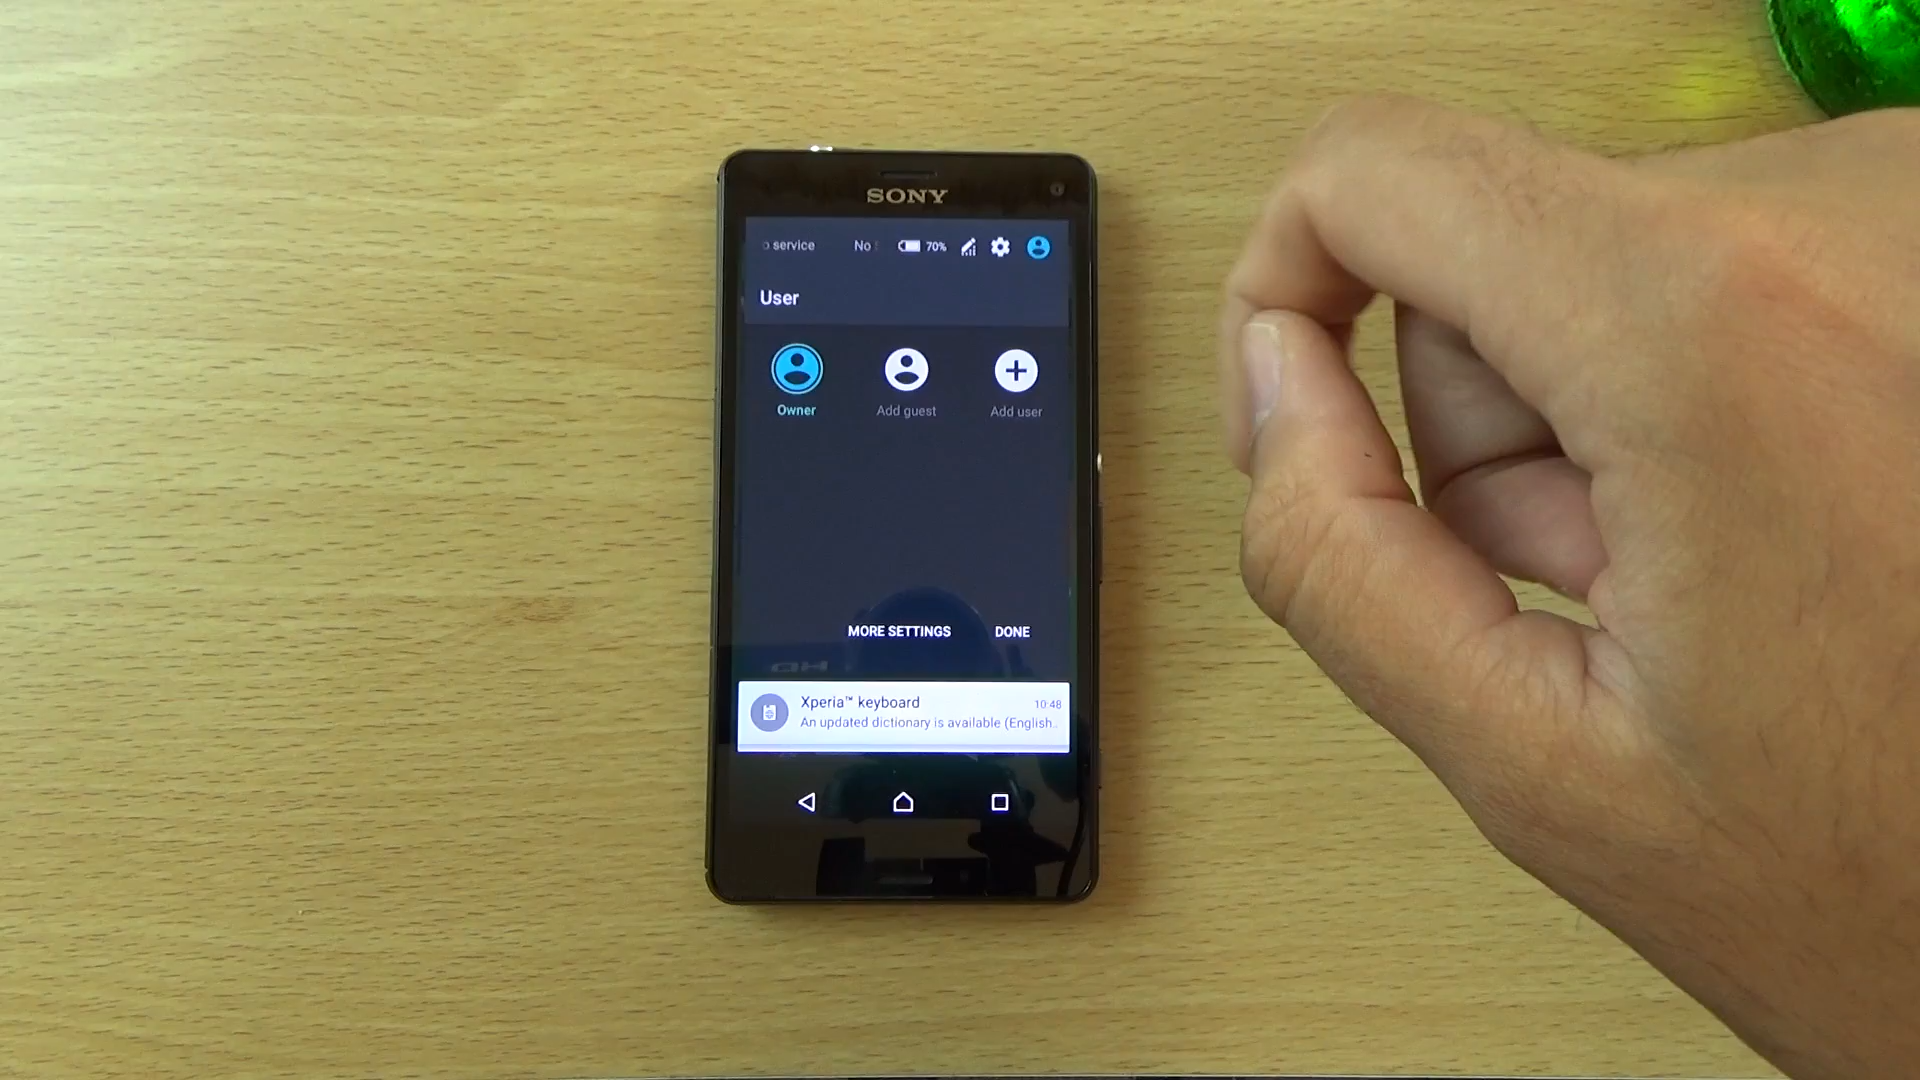 SONY
service No 70%
User
Owner Add guest Add user
MORE SETTINGS DONE
Xperia™ keyboard 10:48
An updated dictionary is available (English..